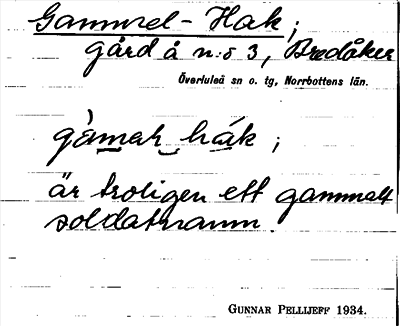 Gammel-Hak;
gård å n:o 3, Bredåker
Överluleå sn o. tg, Norrbottens län.
gàmaḷ hák ;
är troligen ett gammalt
soldatnamn.
GUNNAR PELLIJEFF 1934.